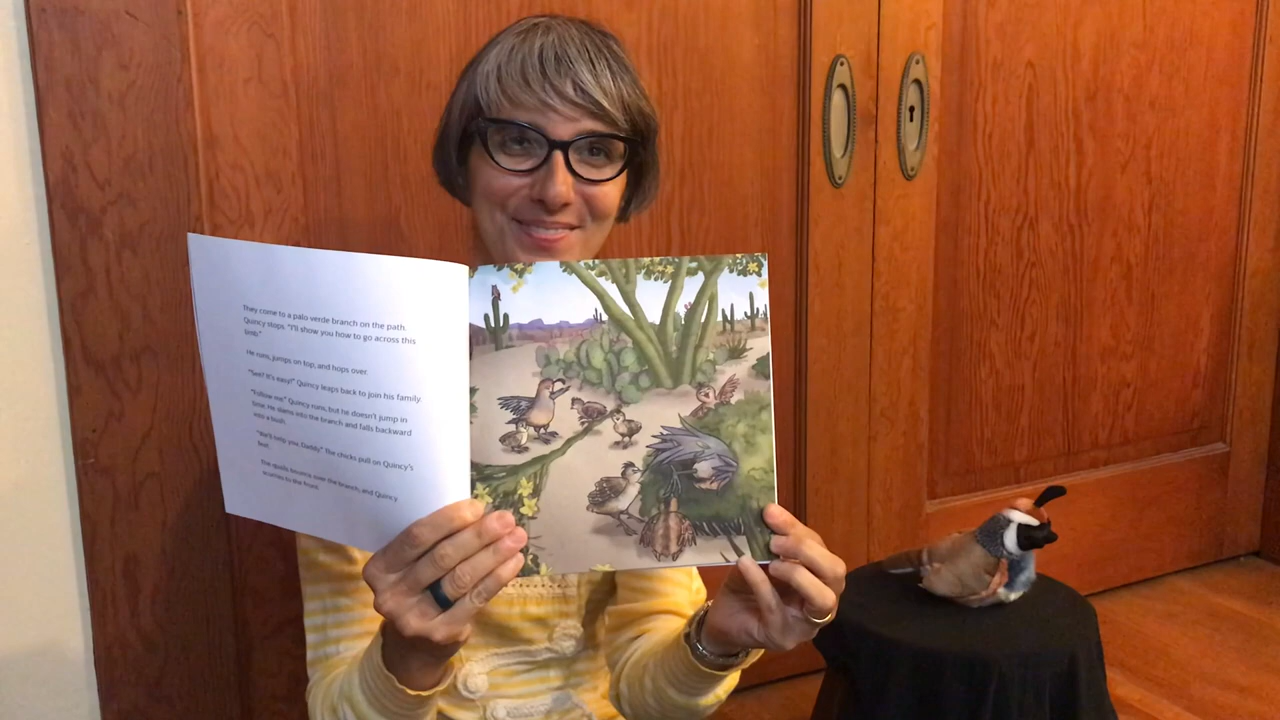 They come to a palo verde branch on the path.
Quincy stops. "I'll show you how to go across this
limb."
He runs, jumps on top, and hops over.
"See? It's easy!" Quincy leaps back to join his family.
"Follow me!" Quincy runs, but he doesn't jump in
time. He slams into the branch and falls backward
into a bush.
"We'll help you, Daddy!" The chicks pull on Quincy's
feet.
The quails bounce over the branch, and Quincy
scurries to the front.